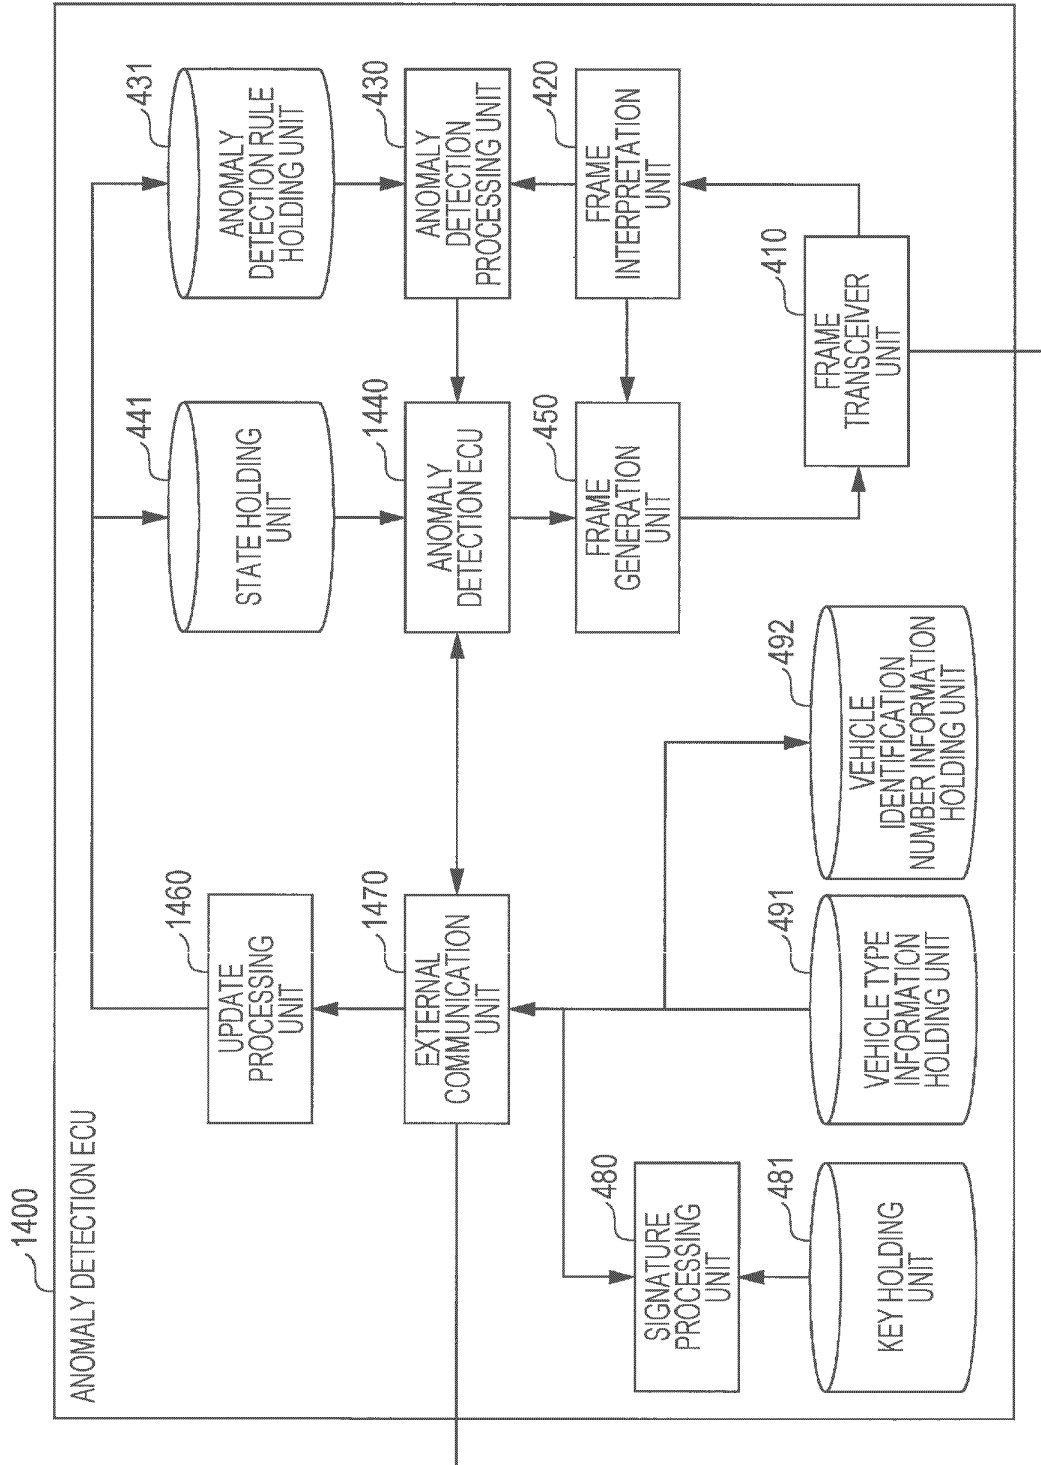 1400
ANOMALY DETECTION ECU
1460
UPDATE
PROCESSING
UNIT
441
STATE HOLDING
UNIT
431
ANOMALY
DETECTION RULE
HOLDING UNIT
1470
EXTERNAL
COMMUNICATION
UNIT
1440
ANOMALY
DETECTION ECU
430
ANOMALY
DETECTION
PROCESSING UNIT
450
FRAME
GENERATION
UNIT
420
FRAME
INTERPRETATION
UNIT
480
SIGNATURE
PROCESSING
UNIT
410
FRAME
TRANSCEIVER
UNIT
481
KEY HOLDING
UNIT
491
VEHICLE TYPE
INFORMATION
HOLDING UNIT
492
VEHICLE
IDENTIFICATION
NUMBER INFORMATION
HOLDING UNIT